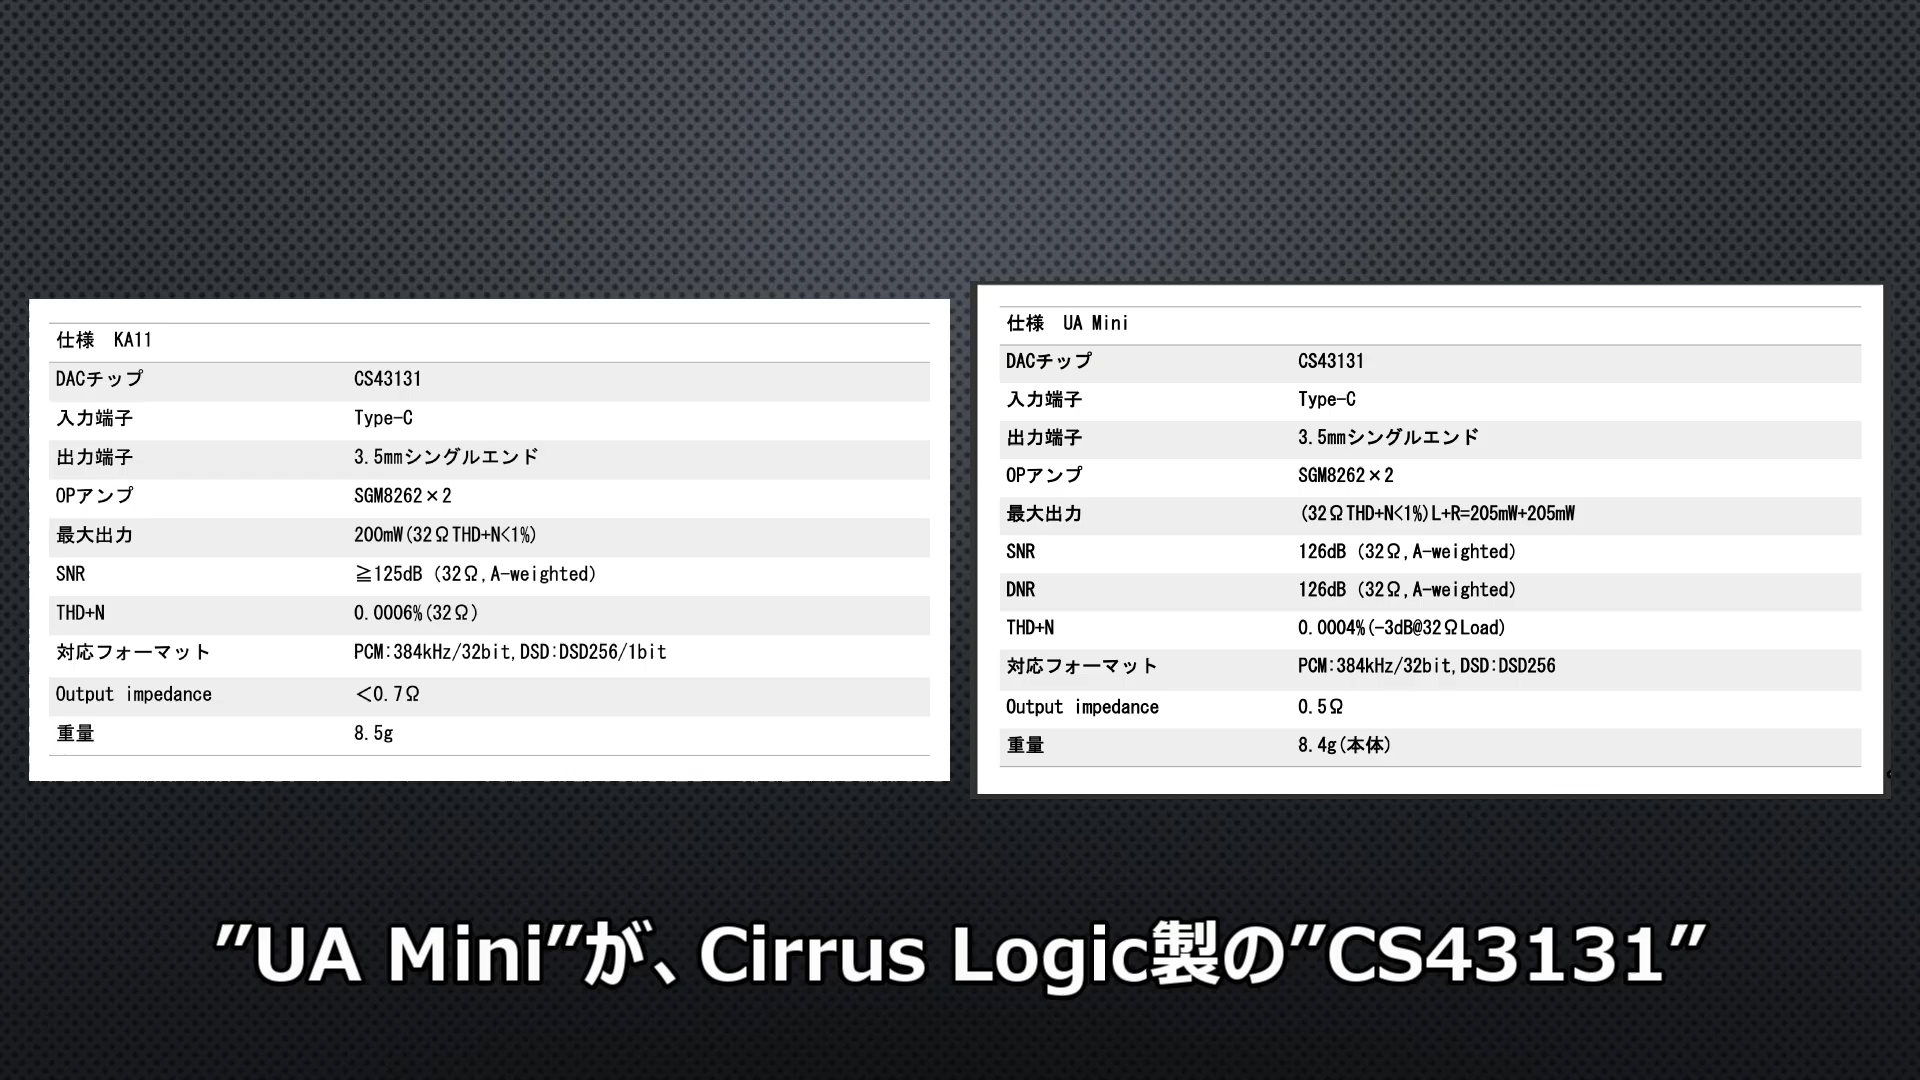 仕様　KA11
DACチップ　CS43131
入力端子　Type-C
出力端子　3.5mmシングルエンド
OPアンプ　SGM8262×2
最大出力　200mW(32ΩTHD+N<1%)
SNR　≧125dB (32Ω,A-weighted)
THD+N　0.0006%(32Ω)
対応フォーマット　PCM:384kHz/32bit,DSD:DSD256/1bit
Output impedance　＜0.7Ω
重量　8.5g
仕様　UA Mini
DACチップ　CS43131
入力端子　Type-C
出力端子　3.5mmシングルエンド
OPアンプ　SGM8262×2
最大出力　(32ΩTHD+N<1%)L+R=205mW+205mW
SNR　126dB (32Ω,A-weighted)
DNR　126dB (32Ω,A-weighted)
THD+N　0.0004%(-3dB@32ΩLoad)
対応フォーマット　PCM:384kHz/32bit,DSD:DSD256
Output impedance　0.5Ω
重量　8.4g(本体)
”UA Mini”が、Cirrus Logic製の”CS43131”